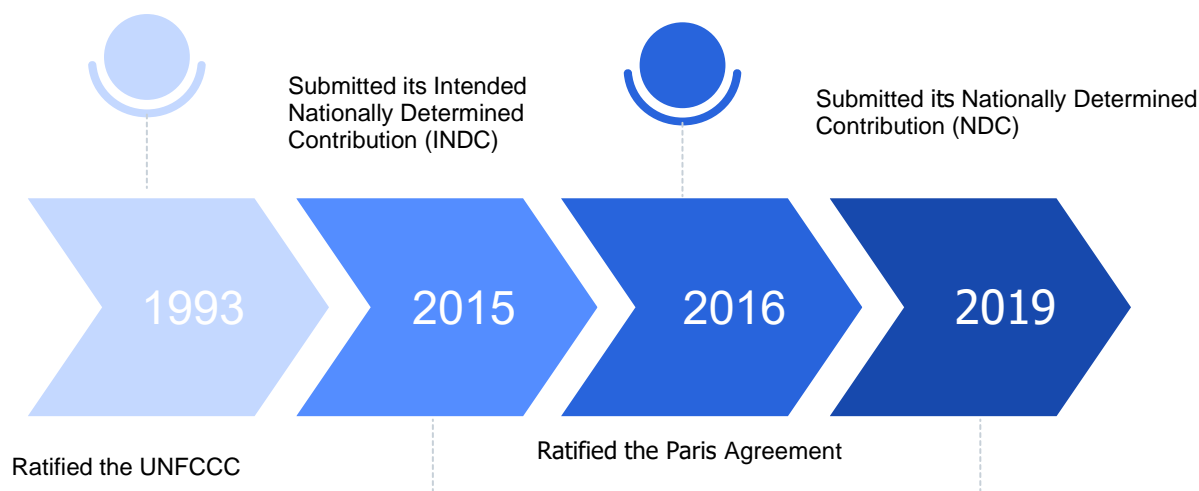 Submitted its Intended
Nationally Determined
Contribution (INDC)
Submitted its Nationally Determined
Contribution (NDC)
1993
2015
2016
2019
Ratified the UNFCCC
Ratified the Paris Agreement